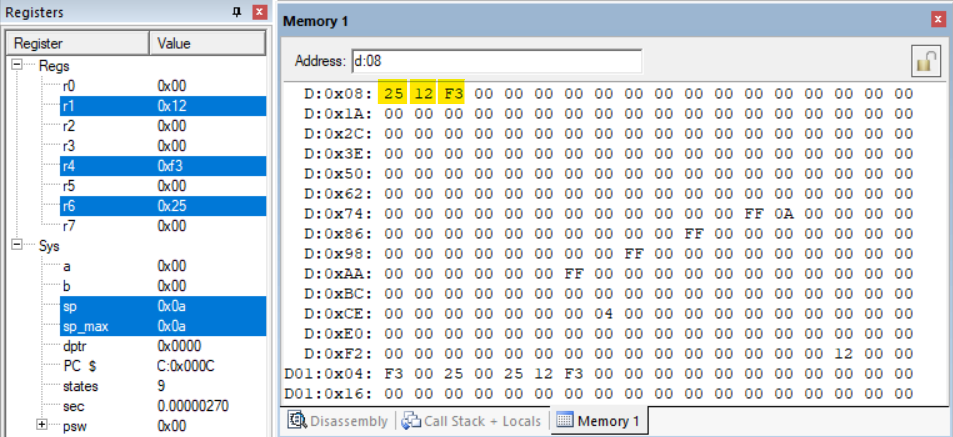 Registers
Register Value
Regs
r0 0x00
r1 0x12
r2 0x00
r3 0x00
r4 0xf3
r5 0x00
r6 0x25
r7 0x00
Sys
a 0x00
b 0x00
sp 0x0a
sp_max 0x0a
dptr 0x0000
PC $ C:0x000C
states 9
sec 0.00000270
psw 0x00
Memory 1
Address: d:08
D:0x08: 25 12 F3 00 00 00 00 00 00 00 00 00 00 00 00 00 00 00
D:0x1A: 00 00 00 00 00 00 00 00 00 00 00 00 00 00 00 00 00 00
D:0x2C: 00 00 00 00 00 00 00 00 00 00 00 00 00 00 00 00 00 00
D:0x3E: 00 00 00 00 00 00 00 00 00 00 00 00 00 00 00 00 00 00
D:0x50: 00 00 00 00 00 00 00 00 00 00 00 00 00 00 00 00 00 00
D:0x62: 00 00 00 00 00 00 00 00 00 00 00 00 00 00 00 00 00 00
D:0x74: 00 00 00 00 00 00 00 00 00 00 00 00 FF 0A 00 00 00 00
D:0x86: 00 00 00 00 00 00 00 00 00 00 FF 00 00 00 00 00 00 00
D:0x98: 00 00 00 00 00 00 00 00 FF 00 00 00 00 00 00 00 00 00
D:0xAA: 00 00 00 00 00 00 FF 00 00 00 00 00 00 00 00 00 00 00
D:0xBC: 00 00 00 00 00 00 00 00 00 00 00 00 00 00 00 00 00 00
D:0xCE: 00 00 00 00 00 00 00 04 00 00 00 00 00 00 00 00 00 00
D:0xE0: 00 00 00 00 00 00 00 00 00 00 00 00 00 00 00 00 00 00
D:0xF2: 00 00 00 00 00 00 00 00 00 00 00 00 00 00 00 12 00 00
D01:0x04: F3 00 25 00 25 12 F3 00 00 00 00 00 00 00 00 00 00 00
D01:0x16: 00 00 00 00 00 00 00 00 00 00 00 00 00 00 00 00 00 00
Disassembly Call Stack + Locals Memory 1